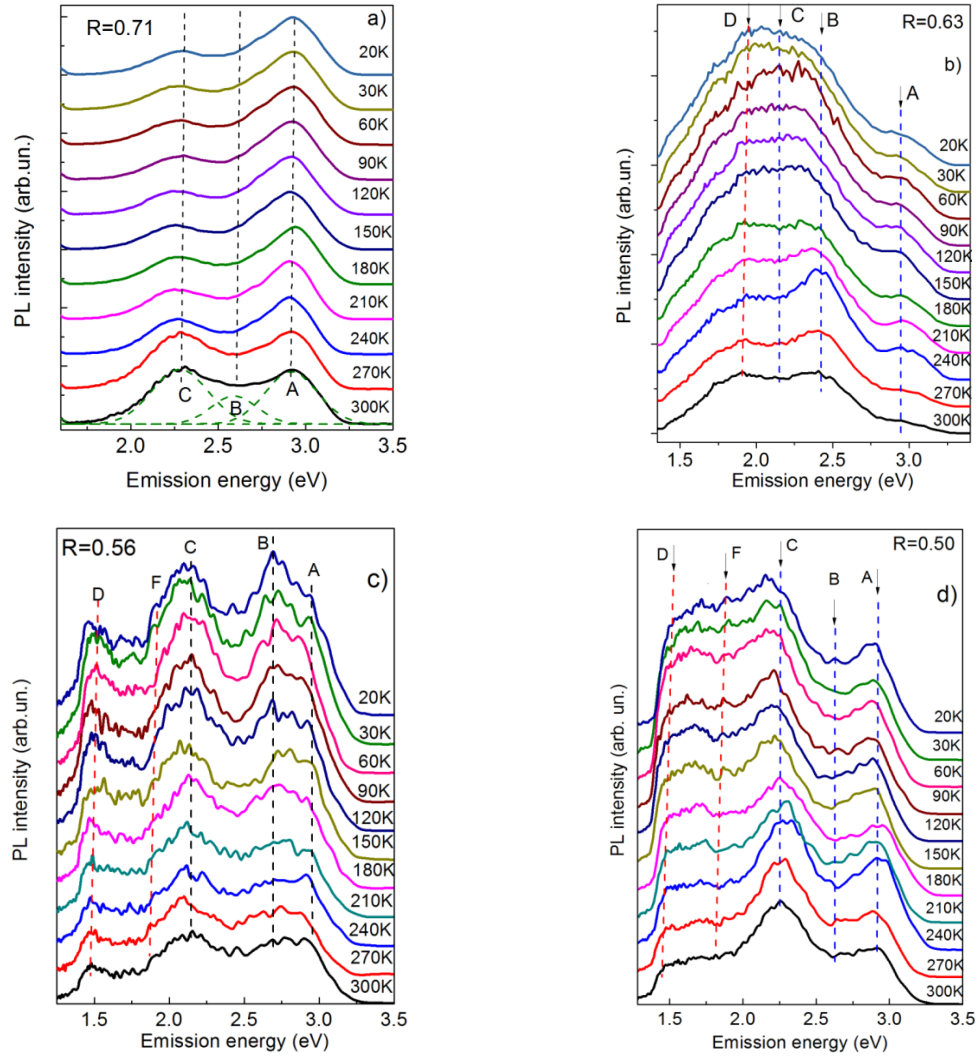 R=0.71
a)
20K
30K
60K
90K
120K
150K
180K
210K
240K
270K
300K
C
B
A
2.0 2.5 3.0 3.5
Emission energy (eV)
PL intensity (arb.un.)
D C B
R=0.63
b)
A
20K
30K
60K
90K
120K
150K
180K
210K
240K
270K
300K
1.5 2.0 2.5 3.0
Emission energy (eV)
PL intensity (arb.un.)
R=0.56
c)
D F C B A
20K
30K
60K
90K
120K
150K
180K
210K
240K
270K
300K
1.5 2.0 2.5 3.0 3.5
Emission energy (eV)
PL intensity (arb.un.)
R=0.50
d)
D F C B A
20K
30K
60K
90K
120K
150K
180K
210K
240K
270K
300K
1.5 2.0 2.5 3.0 3.5
Emission energy (eV)
PL intensity (arb. un.)